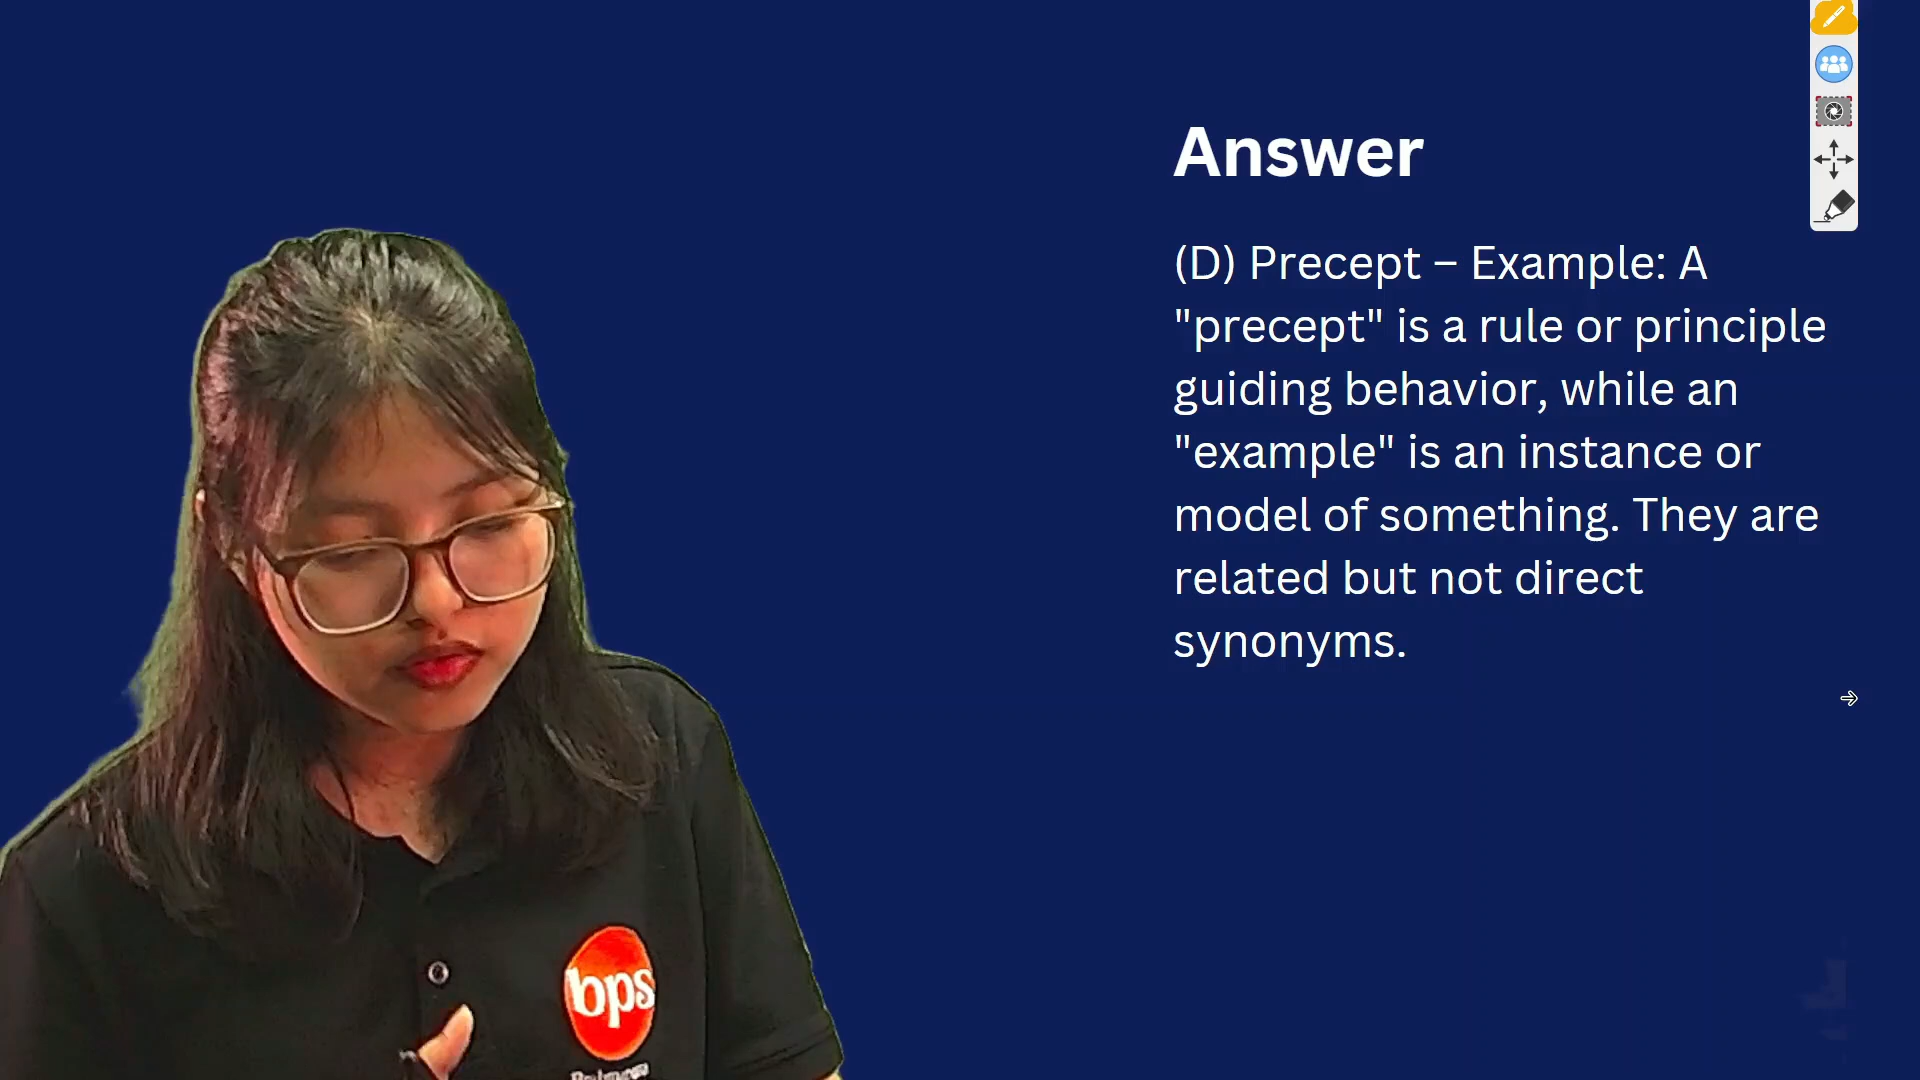 Answer
(D) Precept – Example: A
"precept" is a rule or principle
guiding behavior, while an
"example" is an instance or
model of something. They are
related but not direct
synonyms.
bps